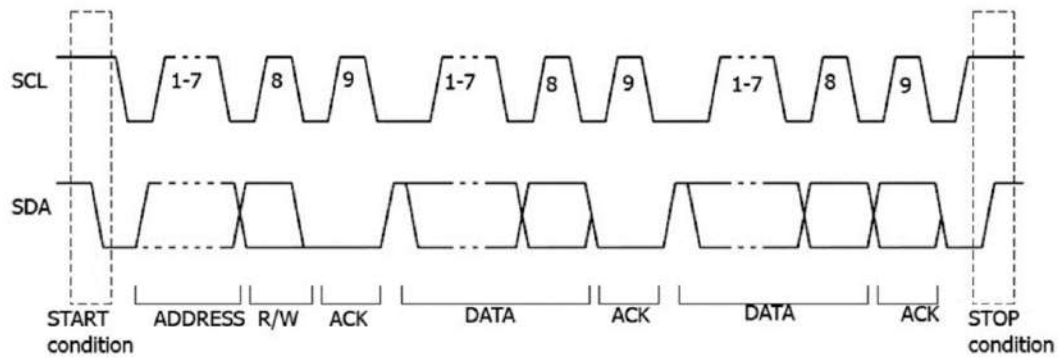 SCL
1-7
8
9
1-7
8
9
1-7
8
9
SDA
START
condition
ADDRESS
R/W
ACK
DATA
ACK
DATA
ACK
STOP
condition